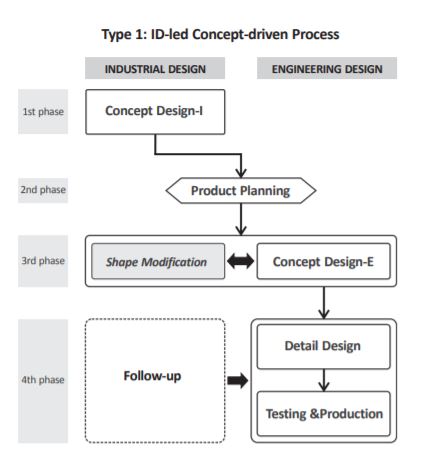 Type 1: ID-led Concept-driven Process
INDUSTRIAL DESIGN
ENGINEERING DESIGN
1st phase
Concept Design-I
2nd phase
Product Planning
3rd phase
Shape Modification
Concept Design-E
4th phase
Follow-up
Detail Design
Testing &Production